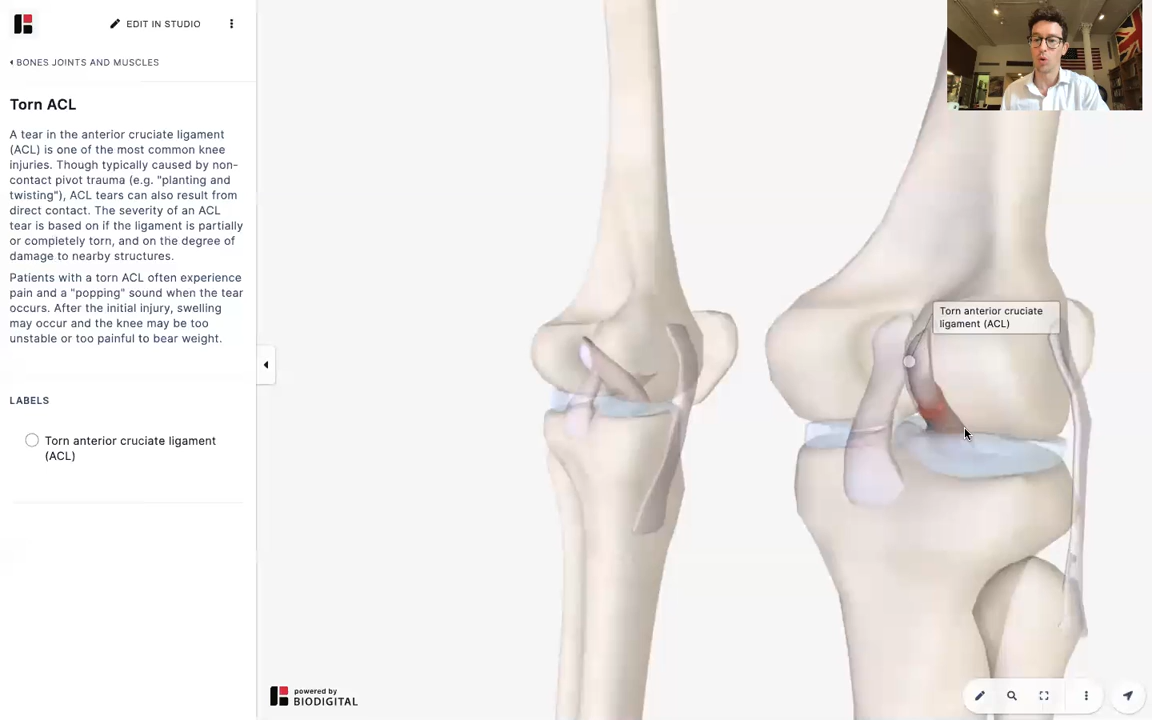 EDIT IN STUDIO
BONES JOINTS AND MUSCLES
Torn ACL
A tear in the anterior cruciate ligament
(ACL) is one of the most common knee
injuries. Though typically caused by non-
contact pivot trauma (e.g. "planting and
twisting"), ACL tears can also result from
direct contact. The severity of an ACL
tear is based on if the ligament is partially
or completely torn, and on the degree of
damage to nearby structures.
Patients with a torn ACL often experience
pain and a "popping" sound when the tear
occurs. After the initial injury, swelling
may occur and the knee may be too
unstable or too painful to bear weight.
LABELS
Torn anterior cruciate ligament
(ACL)
Torn anterior cruciate
ligament (ACL)
powered by
BIODIGITAL